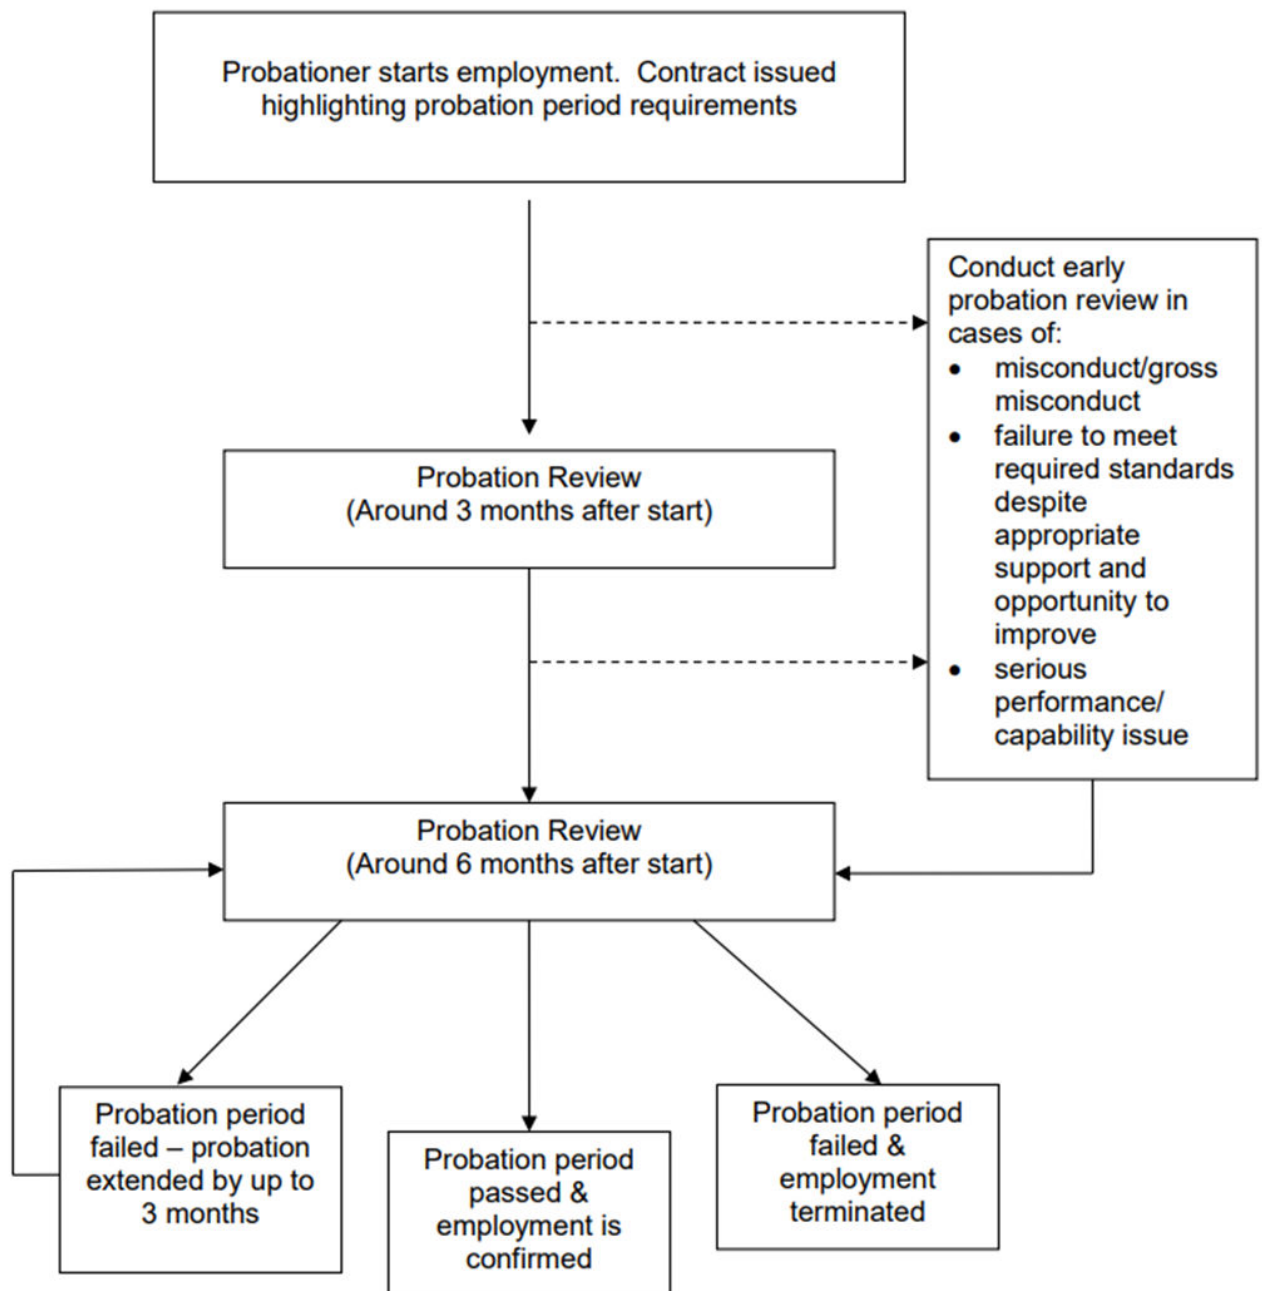 Probationer starts employment.  Contract issued
highlighting probation period requirements
Conduct early
probation review in
cases of:
• misconduct/gross
misconduct
• failure to meet
required standards
despite
appropriate
support and
opportunity to
improve
• serious
performance/
capability issue
Probation Review
(Around 3 months after start)
Probation Review
(Around 6 months after start)
Probation period
failed – probation
extended by up to
3 months
Probation period
passed &
employment is
confirmed
Probation period
failed &
employment
terminated